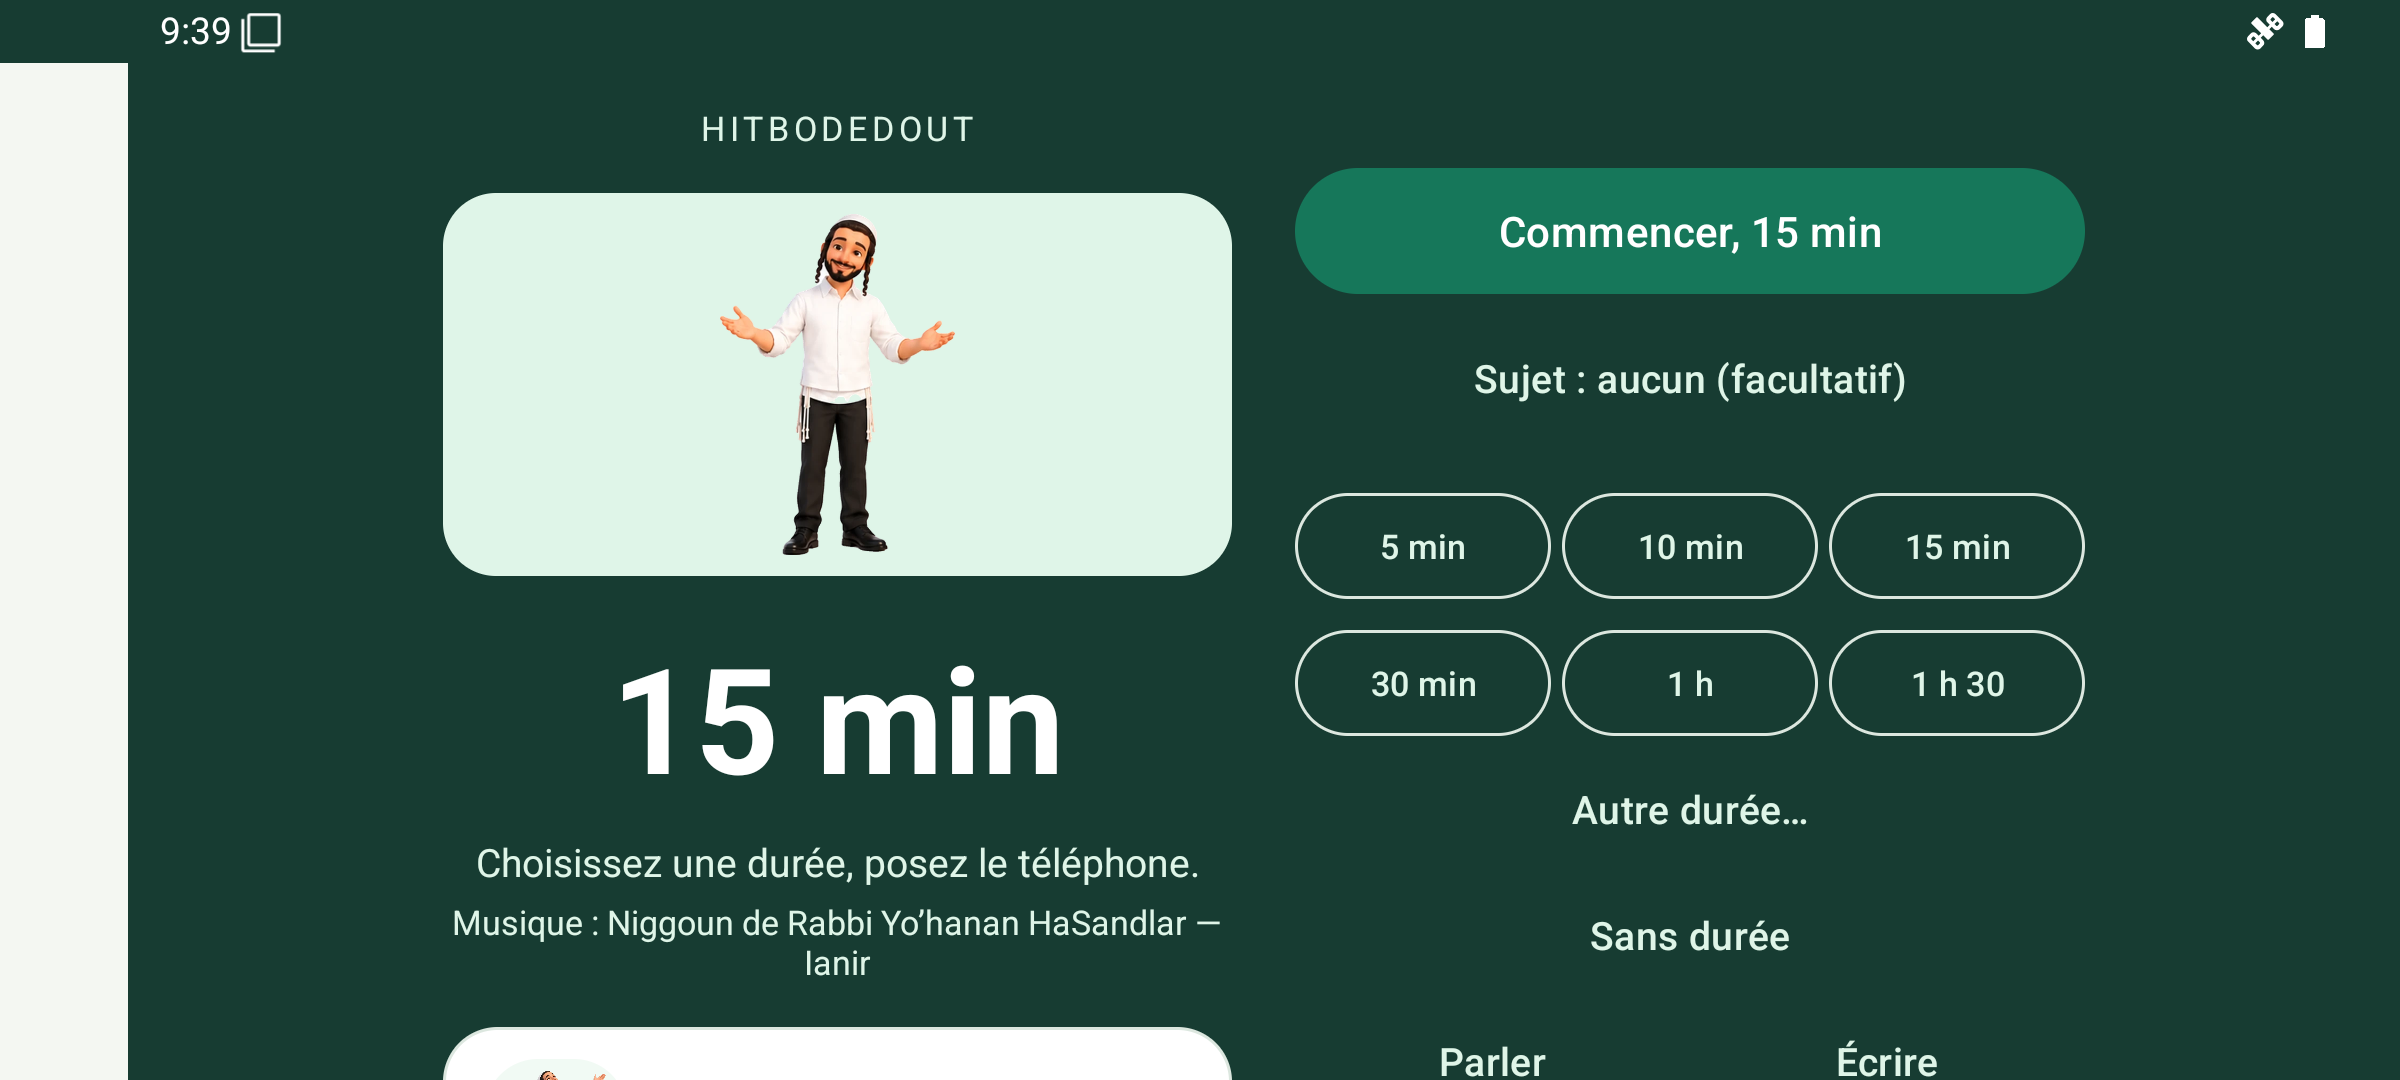 9:39
HITBODEDOUT
15 min
Choisissez une durée, posez le téléphone.
Musique : Niggoun de Rabbi Yo’hanan HaSandlar —
Ianir
Commencer, 15 min
Sujet : aucun (facultatif)
5 min
10 min
15 min
30 min
1 h
1 h 30
Autre durée…
Sans durée
Parler
Écrire